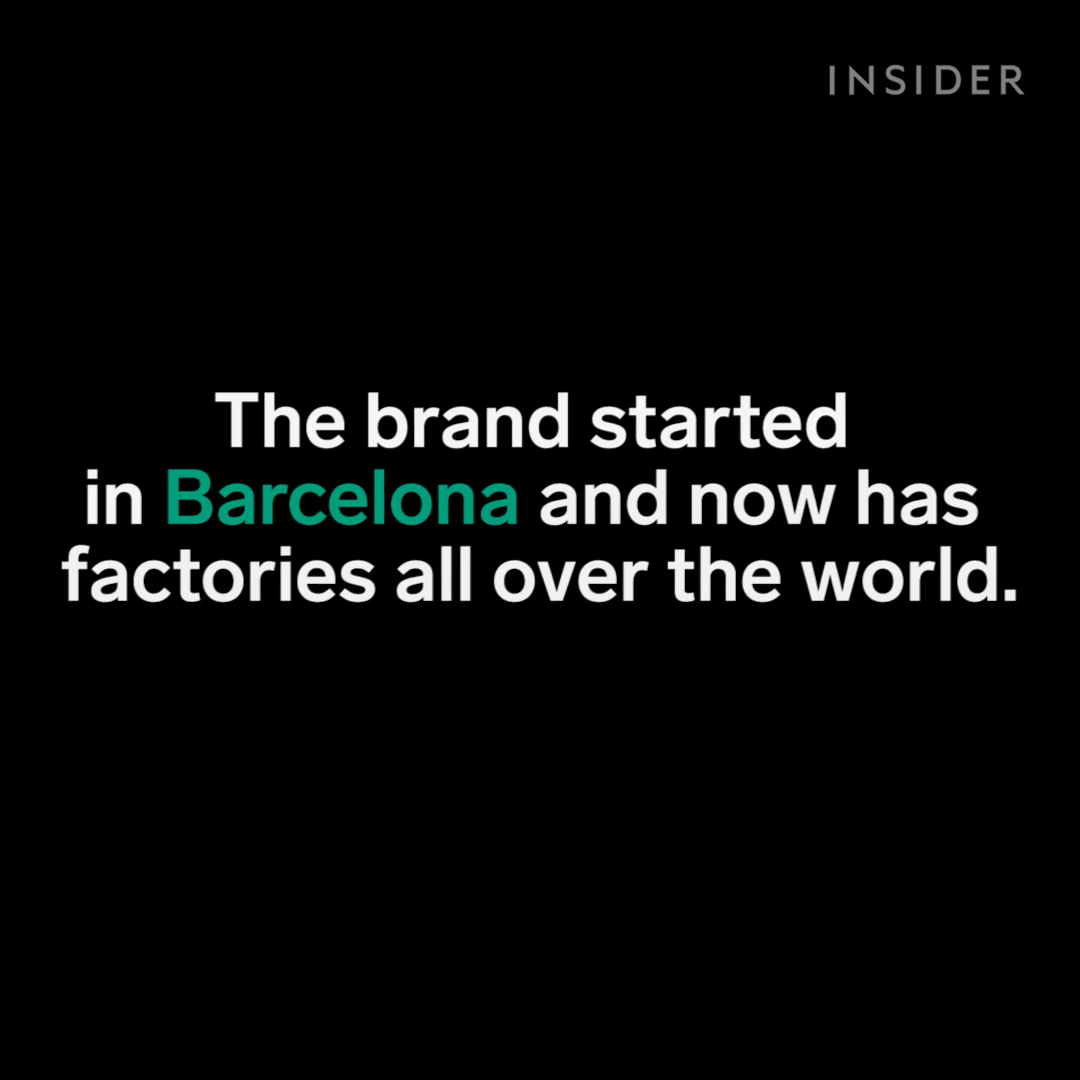 INSIDER
The brand started
in Barcelona and now has
factories all over the world.